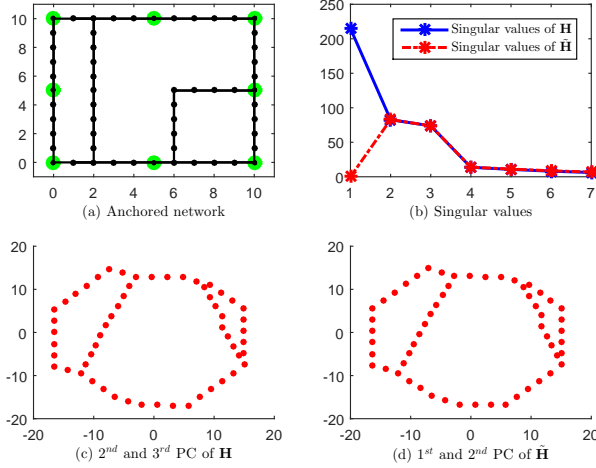 10
8
6
4
2
0
0 2 4 6 8 10
(a) Anchored network
250
200
150
100
50
0
1 2 3 4 5 6 7
Singular values of H
Singular values of H̃
(b) Singular values
20
10
0
-10
-20
-20 -10 0 10 20
(c) 2nd and 3rd PC of H
20
10
0
-10
-20
-20 -10 0 10 20
(d) 1st and 2nd PC of H̃